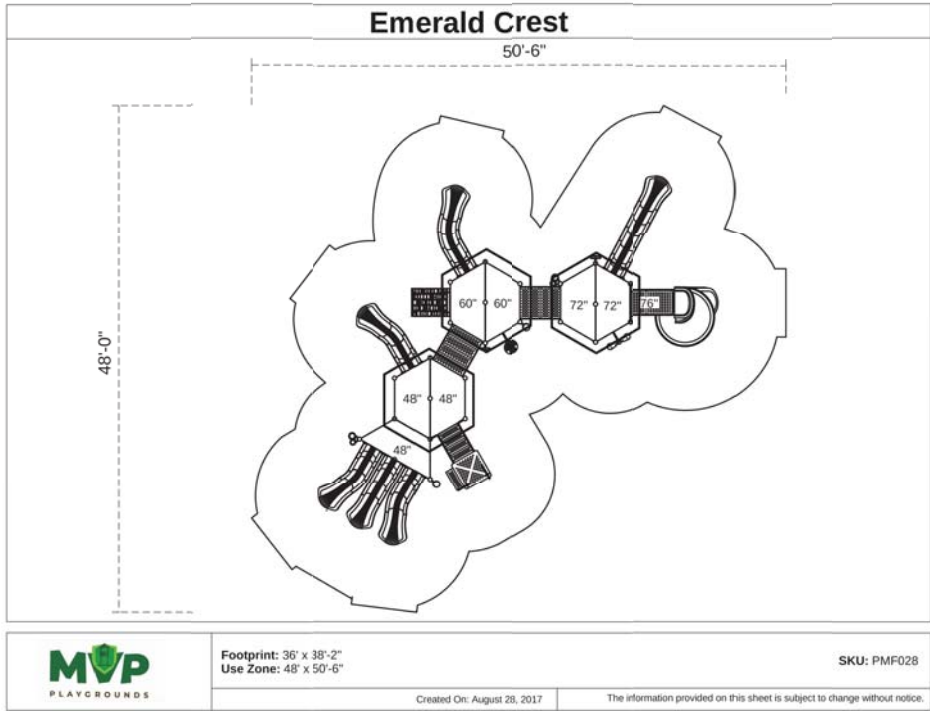 Emerald Crest
50'-6"
48'-0"
60" 60"
72" 72"
76"
48" 48"
48"
MVP
PLAYGROUNDS
Footprint: 36' x 38'-2"
Use Zone: 48' x 50'-6"
SKU: PMF028
Created On: August 28, 2017
The information provided on this sheet is subject to change without notice.